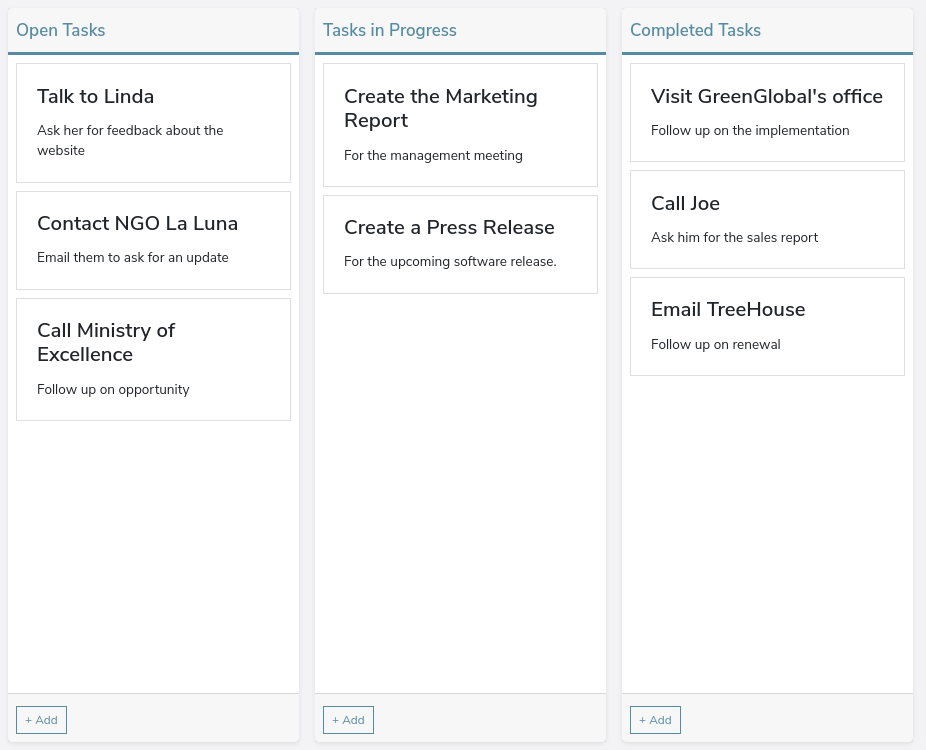 Open Tasks
Talk to Linda
Ask her for feedback about the
website
Contact NGO La Luna
Email them to ask for an update
Call Ministry of
Excellence
Follow up on opportunity
+ Add
Tasks in Progress
Create the Marketing
Report
For the management meeting
Create a Press Release
For the upcoming software release.
+ Add
Completed Tasks
Visit GreenGlobal's office
Follow up on the implementation
Call Joe
Ask him for the sales report
Email TreeHouse
Follow up on renewal
+ Add